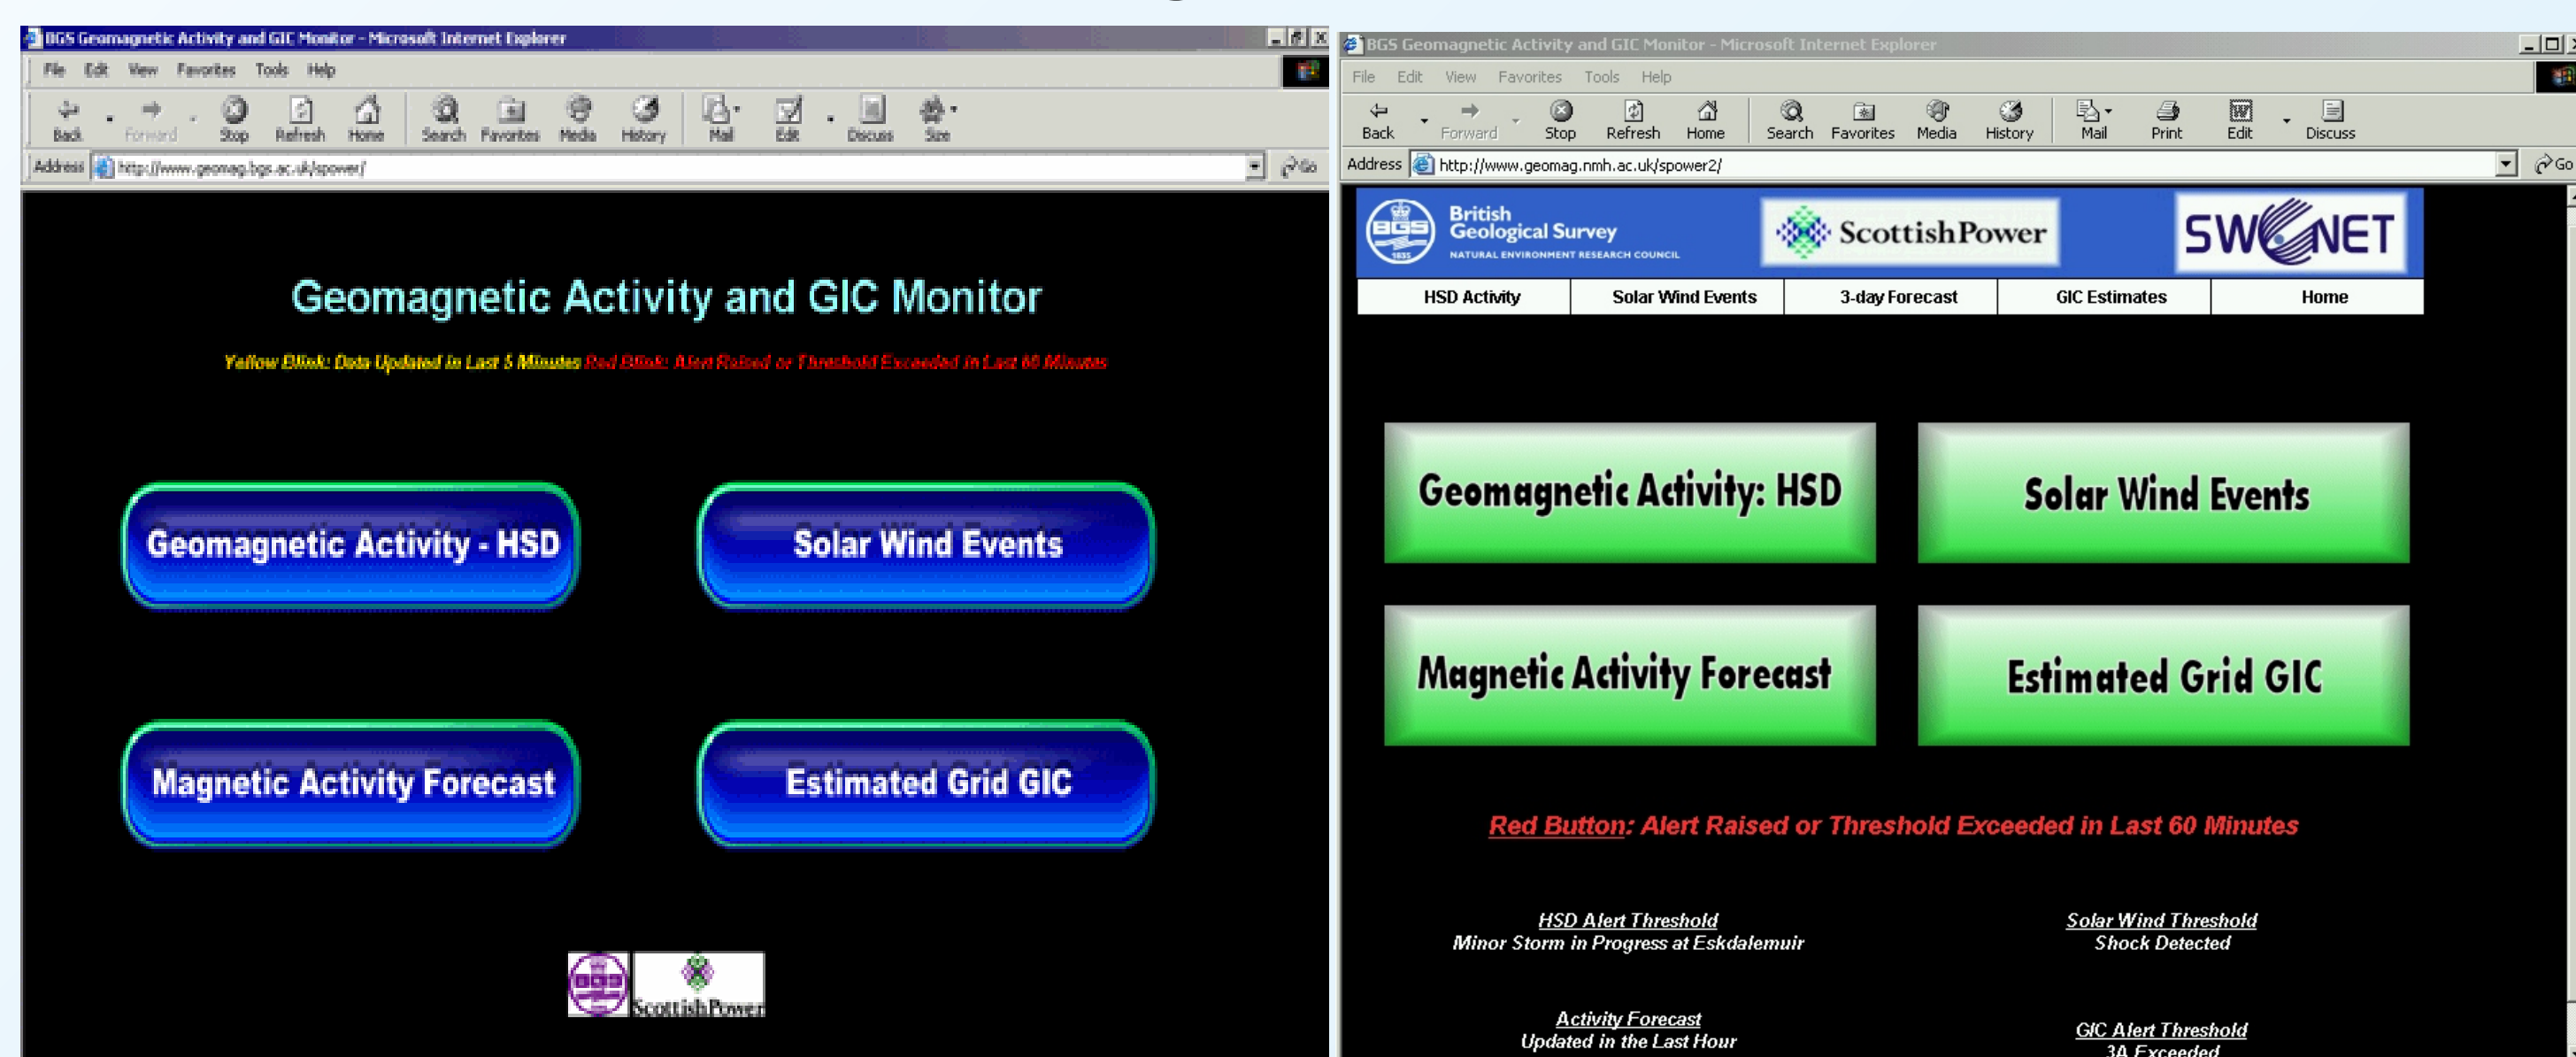 BGS Geomagnetic Activity and GIC Monitor - Microsoft Internet Explorer
File Edit View Favorites Tools Help
Back Forward Stop Refresh Home Search Favorites Media History Mail Edit Discuss Size
Address http://www.geomag.bgs.ac.uk/spower/ Go
Geomagnetic Activity and GIC Monitor
Yellow Blink: Data Updated in Last 5 Minutes Red Blink: Alert Raised or Threshold Exceeded in Last 60 Minutes
Geomagnetic Activity - HSD
Solar Wind Events
Magnetic Activity Forecast
Estimated Grid GIC
BGS
ScottishPower
BGS Geomagnetic Activity and GIC Monitor - Microsoft Internet Explorer
File Edit View Favorites Tools Help
Back Forward Stop Refresh Home Search Favorites Media History Mail Print Edit Discuss
Address http://www.geomag.nmh.ac.uk/spower2/ Go
BGS
1835
British
Geological Survey
NATURAL ENVIRONMENT RESEARCH COUNCIL
ScottishPower
SWENET
HSD Activity Solar Wind Events 3-day Forecast GIC Estimates Home
Geomagnetic Activity: HSD
Solar Wind Events
Magnetic Activity Forecast
Estimated Grid GIC
Red Button: Alert Raised or Threshold Exceeded in Last 60 Minutes
HSD Alert Threshold
Minor Storm in Progress at Eskdalemuir
Solar Wind Threshold
Shock Detected
Activity Forecast
Updated in the Last Hour
GIC Alert Threshold
3A Exceeded